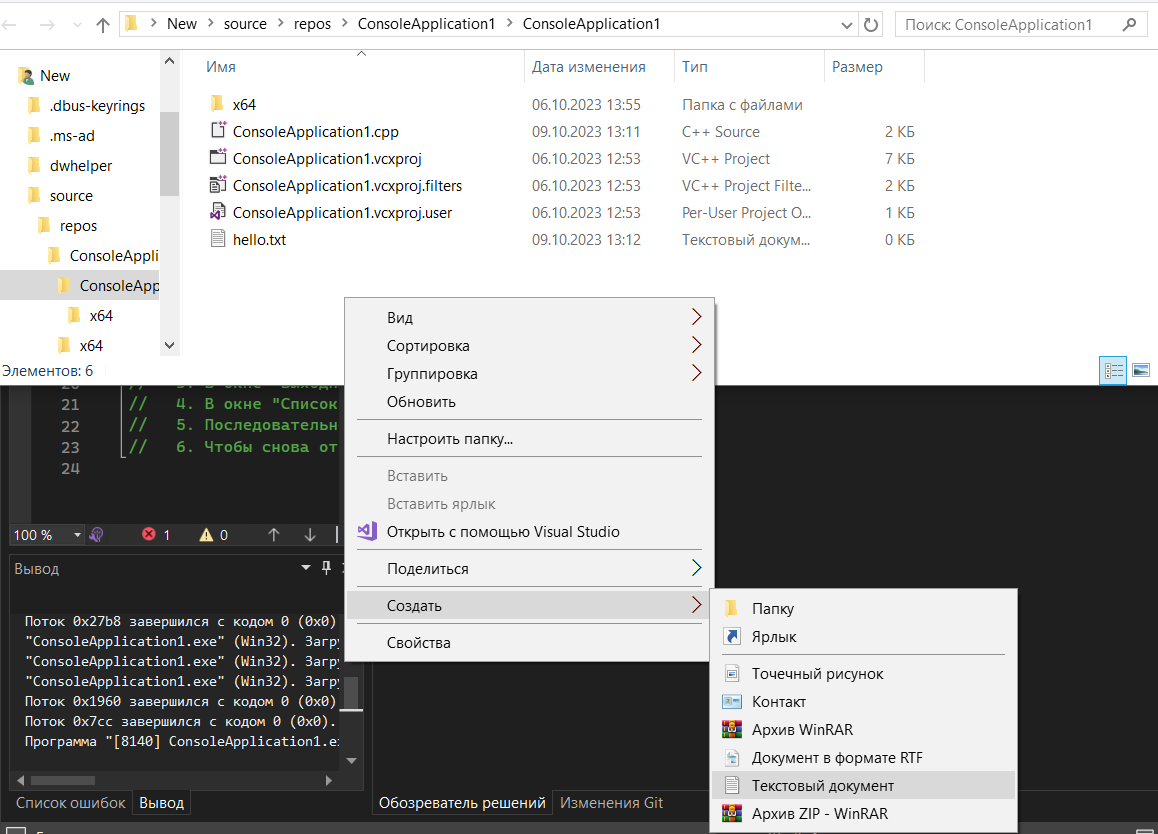 New > source > repos > ConsoleApplication1 > ConsoleApplication1
Поиск: ConsoleApplication1
New
.dbus-keyrings
.ms-ad
dwhelper
source
repos
ConsoleAppli
ConsoleApp
x64
x64
Элементов: 6
Имя Дата изменения Тип Размер
x64 06.10.2023 13:55 Папка с файлами
ConsoleApplication1.cpp 09.10.2023 13:11 C++ Source 2 КБ
ConsoleApplication1.vcxproj 06.10.2023 12:53 VC++ Project 7 КБ
ConsoleApplication1.vcxproj.filters 06.10.2023 12:53 VC++ Project Filte... 2 КБ
ConsoleApplication1.vcxproj.user 06.10.2023 12:53 Per-User Project O... 1 КБ
hello.txt 09.10.2023 13:12 Текстовый докум... 0 КБ
21 // 4. В окне "Список
22 // 5. Последовательн
23 // 6. Чтобы снова от
24
100 % 1 0
Вывод
Поток 0x27b8 завершился с кодом 0 (0x0)
"ConsoleApplication1.exe" (Win32). Загру
"ConsoleApplication1.exe" (Win32). Загру
"ConsoleApplication1.exe" (Win32). Загру
Поток 0x1960 завершился с кодом 0 (0x0)
Поток 0x7cc завершился с кодом 0 (0x0).
Программа "[8140] ConsoleApplication1.e
Список ошибок Вывод
Обозреватель решений Изменения Git
Вид
Сортировка
Группировка
Обновить
Настроить папку...
Вставить
Вставить ярлык
Открыть с помощью Visual Studio
Поделиться
Создать
Свойства
Папку
Ярлык
Точечный рисунок
Контакт
Архив WinRAR
Документ в формате RTF
Текстовый документ
Архив ZIP - WinRAR